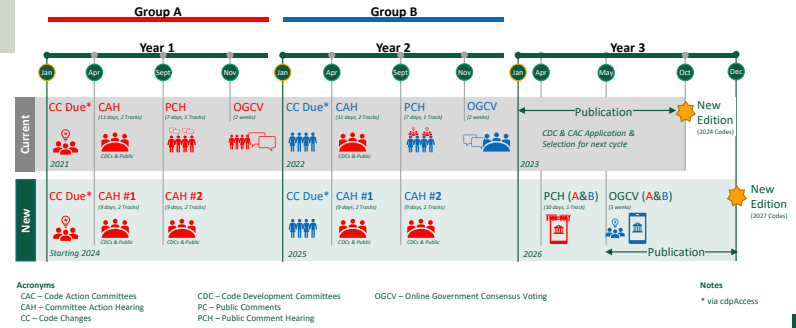 Group A
Group B
Year 1
Year 2
Year 3
Jan
Apr
Sept
Nov
Jan
Apr
Sept
Nov
Jan
Apr
May
Oct
Dec
Current
CC Due*
CAH
(11 days, 2 Tracks)
CDCs & Public
PCH
(7 days, 1 Tracks)
OGCV
(2 weeks)
2021
CC Due*
CAH
(11 days, 2 Tracks)
CDCs & Public
PCH
(7 days, 1 Track)
OGCV
(2 weeks)
2022
Publication
CDC & CAC Application &
Selection for next cycle
2023
New
Edition
(2024 Codes)
New
CC Due*
CAH #1
(9 days, 2 Tracks)
CDCs & Public
CAH #2
(9 days, 2 Tracks)
CDCs & Public
Starting 2024
CC Due*
CAH #1
(9 days, 2 Tracks)
CDCs & Public
CAH #2
(9 days, 2 Tracks)
CDCs & Public
2025
PCH (A&B)
(10 days, 1 Track)
OGCV (A&B)
(3 weeks)
Publication
2026
New
Edition
(2027 Codes)
Acronyms
CAC – Code Action Committees
CAH – Committee Action Hearing
CC – Code Changes
CDC – Code Development Committees
PC – Public Comments
PCH – Public Comment Hearing
OGCV – Online Government Consensus Voting
Notes
* via cdpAccess